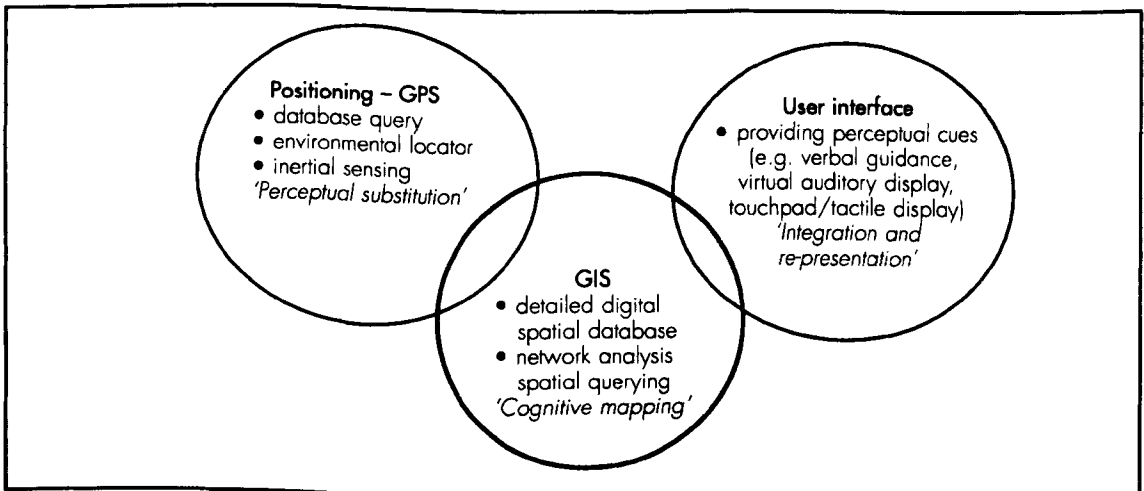 Positioning – GPS
• database query
• environmental locator
• inertial sensing
'Perceptual substitution'
User interface
• providing perceptual cues
(e.g. verbal guidance,
virtual auditory display,
touchpad/tactile display)
'Integration and
re-presentation'
GIS
• detailed digital
spatial database
• network analysis
spatial querying
'Cognitive mapping'